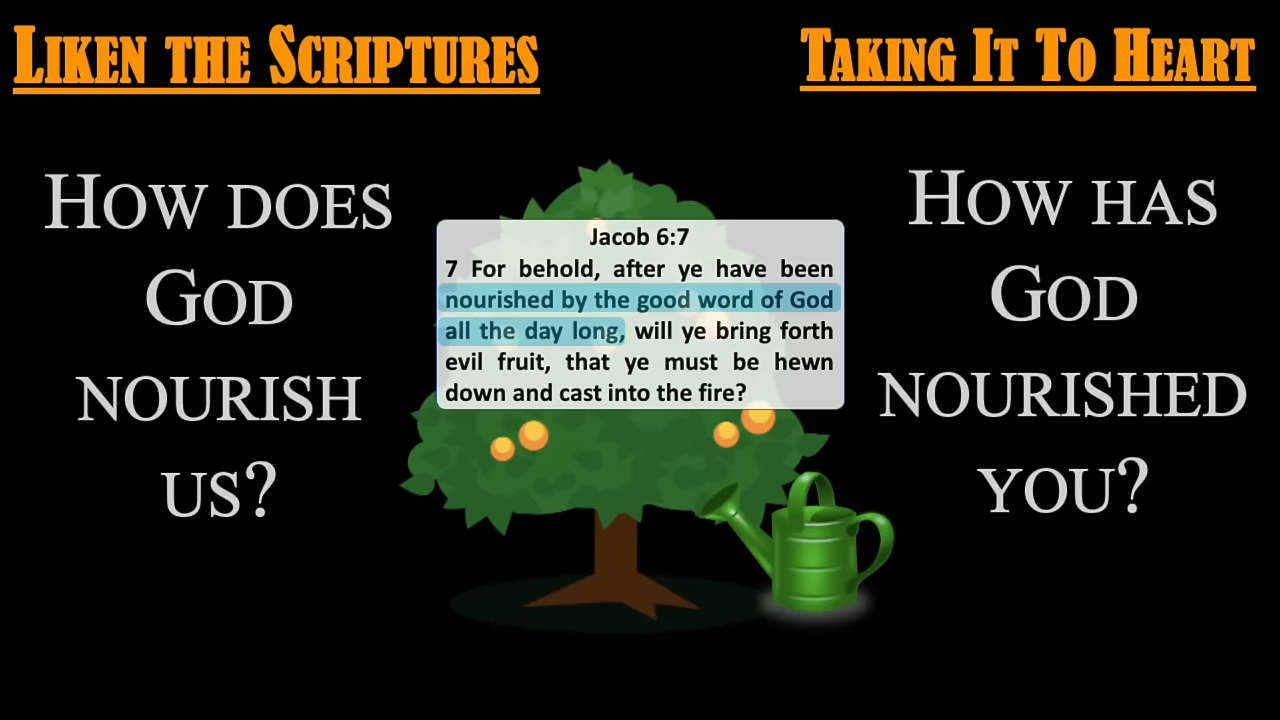 LIKEN THE SCRIPTURES
HOW DOES
GOD
NOURISH
US?
Jacob 6:7
7 For behold, after ye have been
nourished by the good word of God
all the day long, will ye bring forth
evil fruit, that ye must be hewn
down and cast into the fire?
TAKING IT TO HEART
HOW HAS
GOD
NOURISHED
YOU?